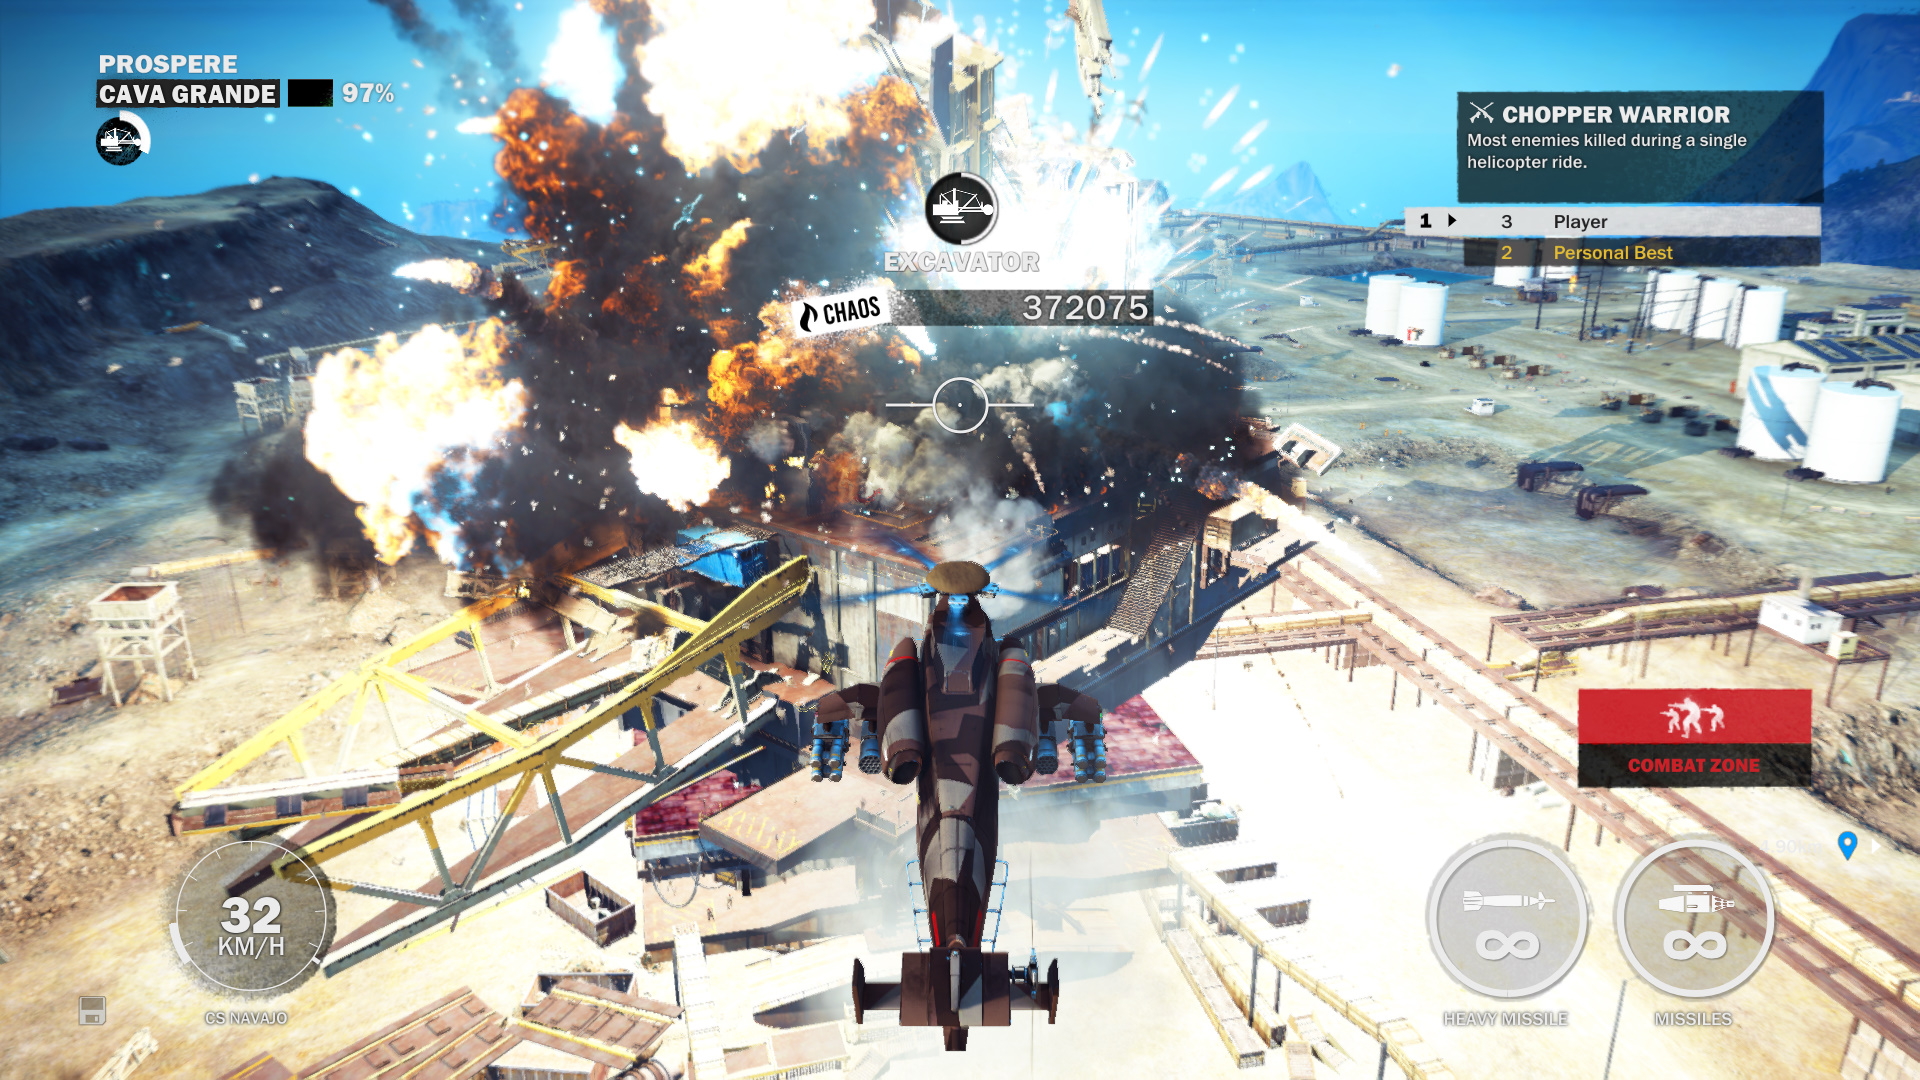 PROSPERE
CAVA GRANDE 97%
CHOPPER WARRIOR
Most enemies killed during a single
helicopter ride.
1 3 Player
2 Personal Best
EXCAVATOR
CHAOS 372075
COMBAT ZONE
32
KM/H
CS NAVAJO
∞ ∞
HEAVY MISSILE MISSILES